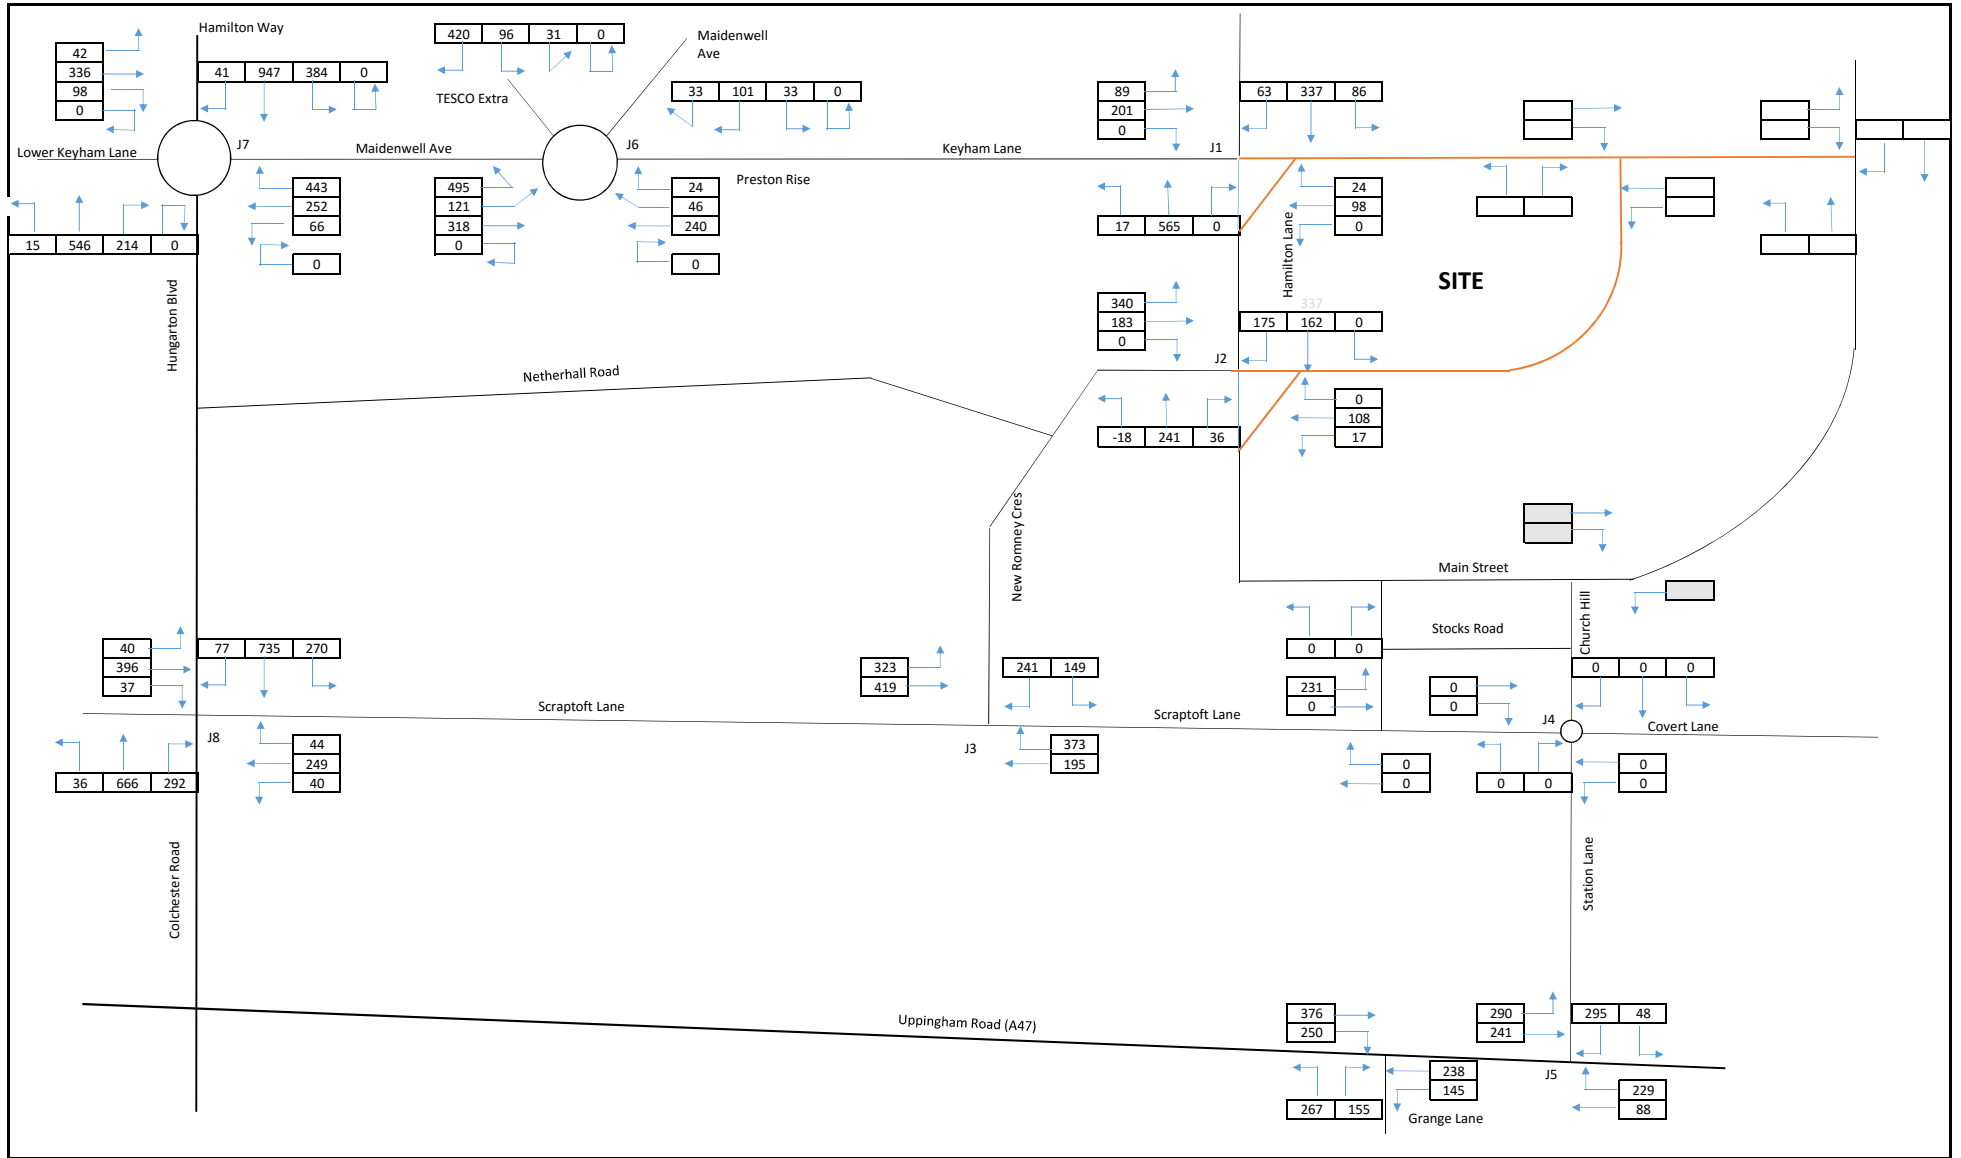 Hamilton Way
420 96 31 0
Maidenwell
Ave
42
336
98
0
41 947 384 0
TESCO Extra
33 101 33 0
89
201
0
63 337 86
Lower Keyham Lane
J7
Maidenwell Ave
J6
Keyham Lane
J1
Preston Rise
443
252
66
0
495
121
318
0
24
46
240
0
24
98
0
15 546 214 0
17 565 0
Hamilton Lane
SITE
Hungarton Blvd
340
183
0
337
175 162 0
J2
Netherhall Road
0
108
17
-18 241 36
New Romney Cres
Main Street
Church Hill
Stocks Road
40
396
37
77 735 270
323
419
241 149
0 0
231
0
0
0
0 0 0
Scraptoft Lane
Scraptoft Lane
J4
Covert Lane
J8
J3
44
249
40
373
195
0
0
0 0
0
0
36 666 292
Colchester Road
Station Lane
Uppingham Road (A47)
376
250
290
241
295 48
J5
238
145
229
88
267 155
Grange Lane